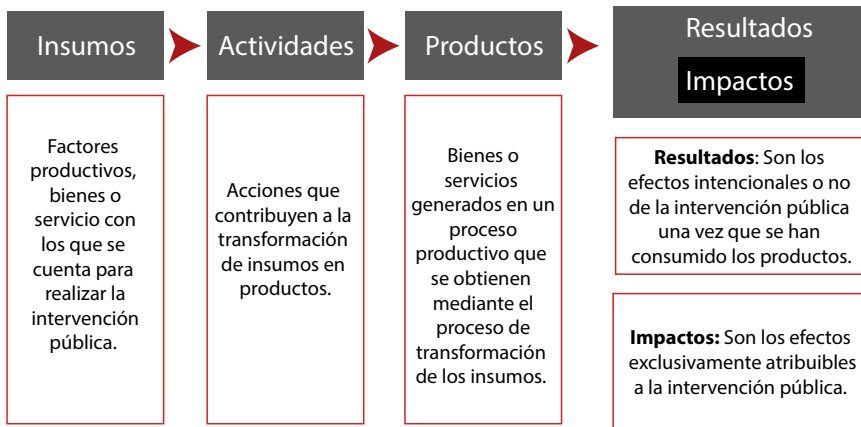 Insumos
Actividades
Productos
Resultados
Impactos
Factores
productivos,
bienes o
servicio con
los que se
cuenta para
realizar la
intervención
pública.
Acciones que
contribuyen a la
transformación
de insumos en
productos.
Bienes o
servicios
generados en un
proceso
productivo que
se obtienen
mediante el
proceso de
transformación
de los insumos.
Resultados: Son los
efectos intencionales o no
de la intervención pública
una vez que se han
consumido los productos.
Impactos: Son los efectos
exclusivamente atribuibles
a la intervención pública.